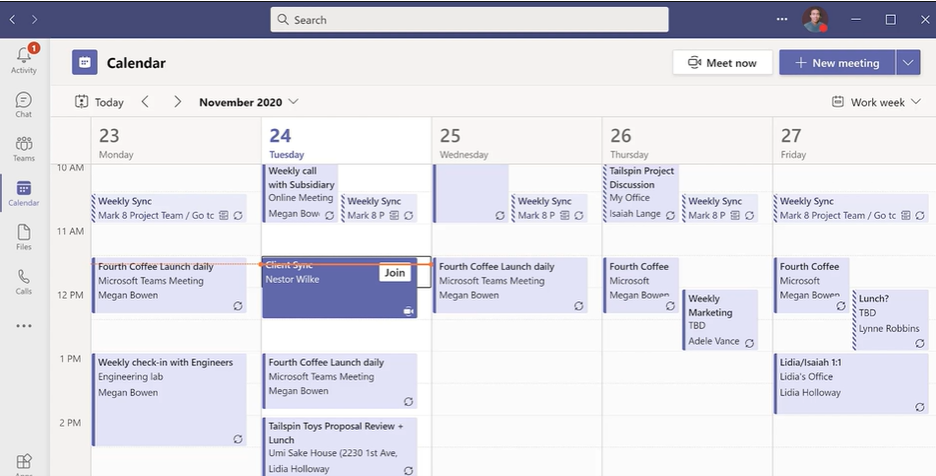 Search
1
Activity
Chat
Teams
Calendar
Files
Calls
Calendar
Meet now
New meeting
Today
November 2020
Work week
23
Monday
24
Tuesday
25
Wednesday
26
Thursday
27
Friday
10 AM
11 AM
12 PM
1 PM
2 PM
Weekly Sync
Mark 8 Project Team / Go tc
Fourth Coffee Launch daily
Microsoft Teams Meeting
Megan Bowen
Weekly check-in with Engineers
Engineering lab
Megan Bowen
Weekly call
with Subsidiary
Online Meeting
Megan Bow
Weekly Sync
Mark 8 P
Client Sync
Nestor Wilke
Join
Fourth Coffee Launch daily
Microsoft Teams Meeting
Megan Bowen
Tailspin Toys Proposal Review +
Lunch
Umi Sake House (2230 1st Ave,
Lidia Holloway
Weekly Sync
Mark 8 P
Fourth Coffee Launch daily
Microsoft Teams Meeting
Megan Bowen
Tailspin Project
Discussion
My Office
Isaiah Lange
Weekly Sync
Mark 8 P
Fourth Coffee
Microsoft
Megan Bowen
Weekly
Marketing
TBD
Adele Vance
Weekly Sync
Mark 8 Project Team / Go tc
Fourth Coffee
Microsoft
Megan Bowen
Lunch?
TBD
Lynne Robbins
Lidia/Isaiah 1:1
Lidia's Office
Lidia Holloway